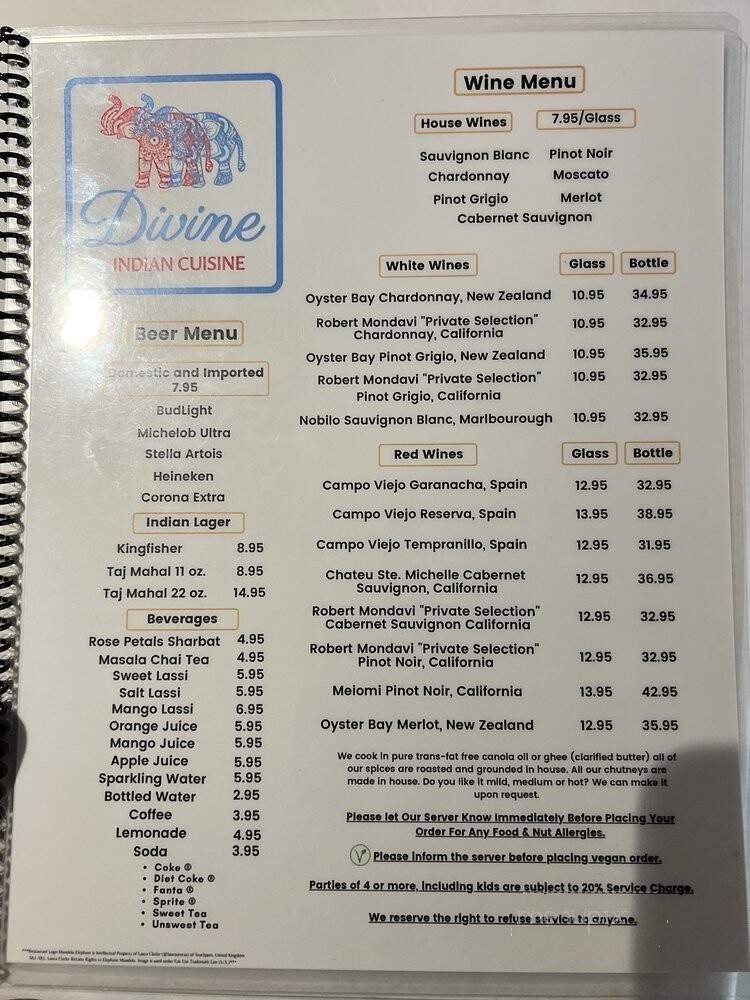 Divine
INDIAN CUISINE
Beer Menu
Domestic and Imported
7.95
BudLight
Michelob Ultra
Stella Artois
Heineken
Corona Extra
Indian Lager
Kingfisher 8.95
Taj Mahal 11 oz. 8.95
Taj Mahal 22 oz. 14.95
Beverages
Rose Petals Sharbat 4.95
Masala Chai Tea 4.95
Sweet Lassi 5.95
Salt Lassi 5.95
Mango Lassi 6.95
Orange Juice 5.95
Mango Juice 5.95
Apple Juice 5.95
Sparkling Water 5.95
Bottled Water 2.95
Coffee 3.95
Lemonade 4.95
Soda 3.95
• Coke ®
• Diet Coke ®
• Fanta ®
• Sprite ®
• Sweet Tea
• Unsweet Tea
Wine Menu
House Wines 7.95/Glass
Sauvignon Blanc Pinot Noir
Chardonnay Moscato
Pinot Grigio Merlot
Cabernet Sauvignon
White Wines Glass Bottle
Oyster Bay Chardonnay, New Zealand 10.95 34.95
Robert Mondavi "Private Selection"
Chardonnay, California 10.95 32.95
Oyster Bay Pinot Grigio, New Zealand 10.95 35.95
Robert Mondavi "Private Selection" 10.95 32.95
Pinot Grigio, California
Nobilo Sauvignon Blanc, Marlbourough 10.95 32.95
Red Wines Glass Bottle
Campo Viejo Garanacha, Spain 12.95 32.95
Campo Viejo Reserva, Spain 13.95 38.95
Campo Viejo Tempranillo, Spain 12.95 31.95
Chateu Ste. Michelle Cabernet
Sauvignon, California 12.95 36.95
Robert Mondavi "Private Selection"
Cabernet Sauvignon California 12.95 32.95
Robert Mondavi "Private Selection"
Pinot Noir, California 12.95 32.95
Meiomi Pinot Noir, California 13.95 42.95
Oyster Bay Merlot, New Zealand 12.95 35.95
We cook in pure trans-fat free canola oil or ghee (clarified butter) all of
our spices are roasted and grounded in house. All our chutneys are
made in house. Do you like it mild, medium or hot? We can make it
upon request.
Please let Our Server Know Immediately Before Placing Your
Order For Any Food & Nut Allergies.
Please inform the server before placing vegan order.
Parties of 4 or more, including kids are subject to 20% Service Charge.
We reserve the right to refuse service to anyone.